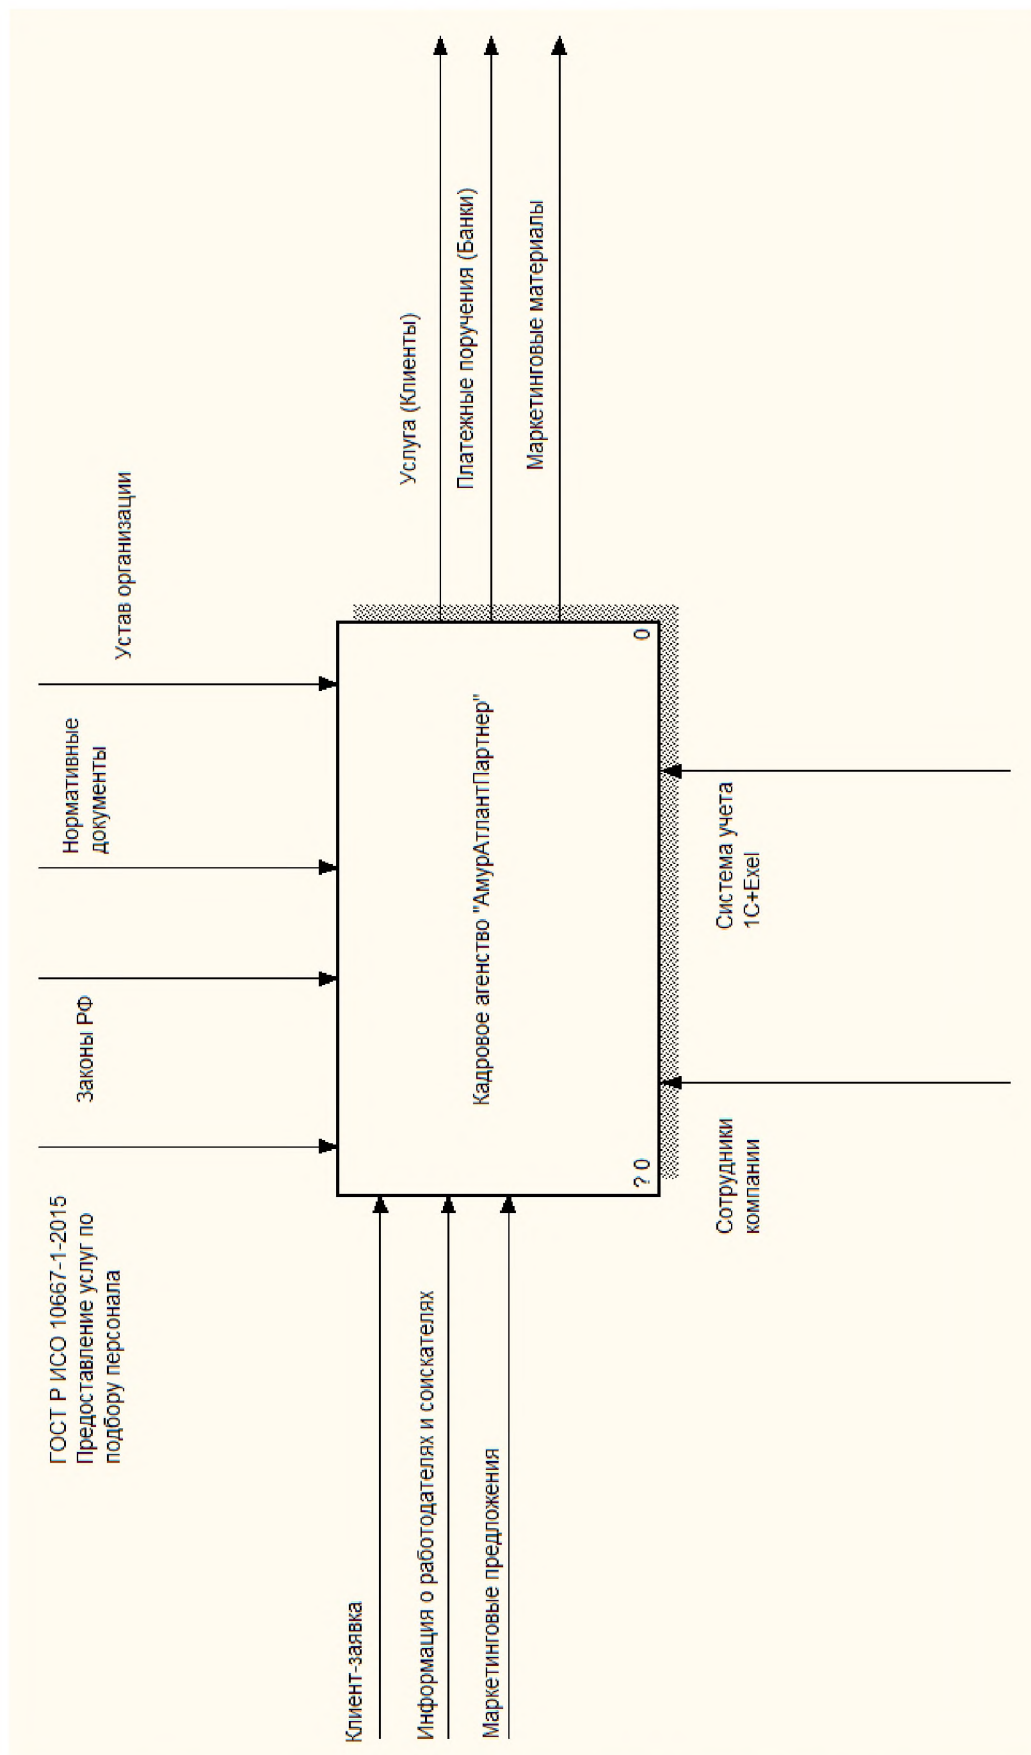 ГОСТ Р ИСО 10667-1-2015
Предоставление услуг по
подбору персонала
Законы РФ
Нормативные
документы
Устав организации
Клиент-заявка
Информация о работодателях и соискателях
Маркетинговые предложения
Кадровое агенство "АмурАтлантПартнер"
? 0
0
Услуга (Клиенты)
Платежные поручения (Банки)
Маркетинговые материалы
Сотрудники
компании
Система учета
1С+Exel